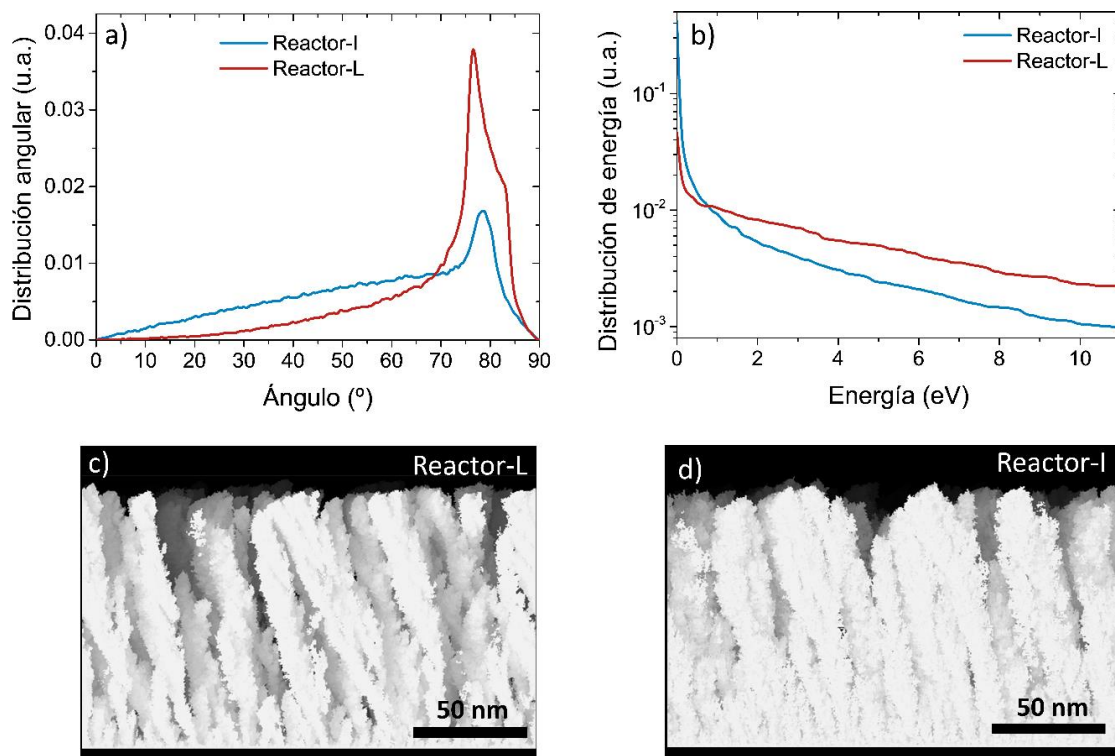 a)
Reactor-I
Reactor-L
Distribución angular (u.a.)
0.04
0.03
0.02
0.01
0.00
0 10 20 30 40 50 60 70 80 90
Ángulo (º)
b)
Reactor-I
Reactor-L
Distribución de energía (u.a.)
10-1
10-2
10-3
0 2 4 6 8 10
Energía (eV)
c) Reactor-L
50 nm
d) Reactor-I
50 nm